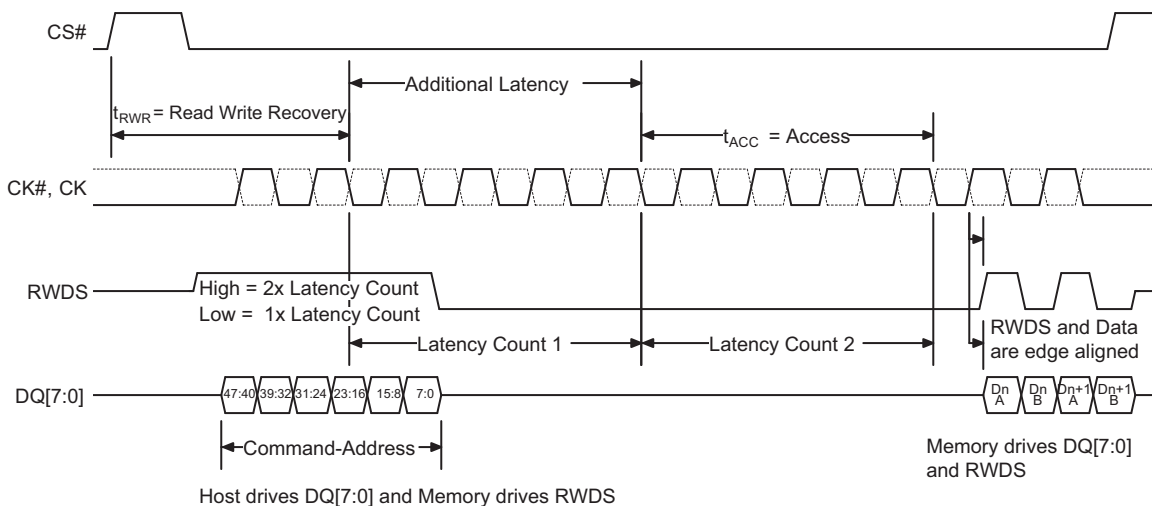 CS#
Additional Latency
tRWR = Read Write Recovery
tACC = Access
CK#, CK
RWDS
High = 2x Latency Count
Low = 1x Latency Count
RWDS and Data
are edge aligned
Latency Count 1
Latency Count 2
DQ[7:0]
47:40 39:32 31:24 23:16 15:8 7:0
Dn A
Dn B
Dn+1 A
Dn+1 B
Command-Address
Memory drives DQ[7:0]
and RWDS
Host drives DQ[7:0] and Memory drives RWDS